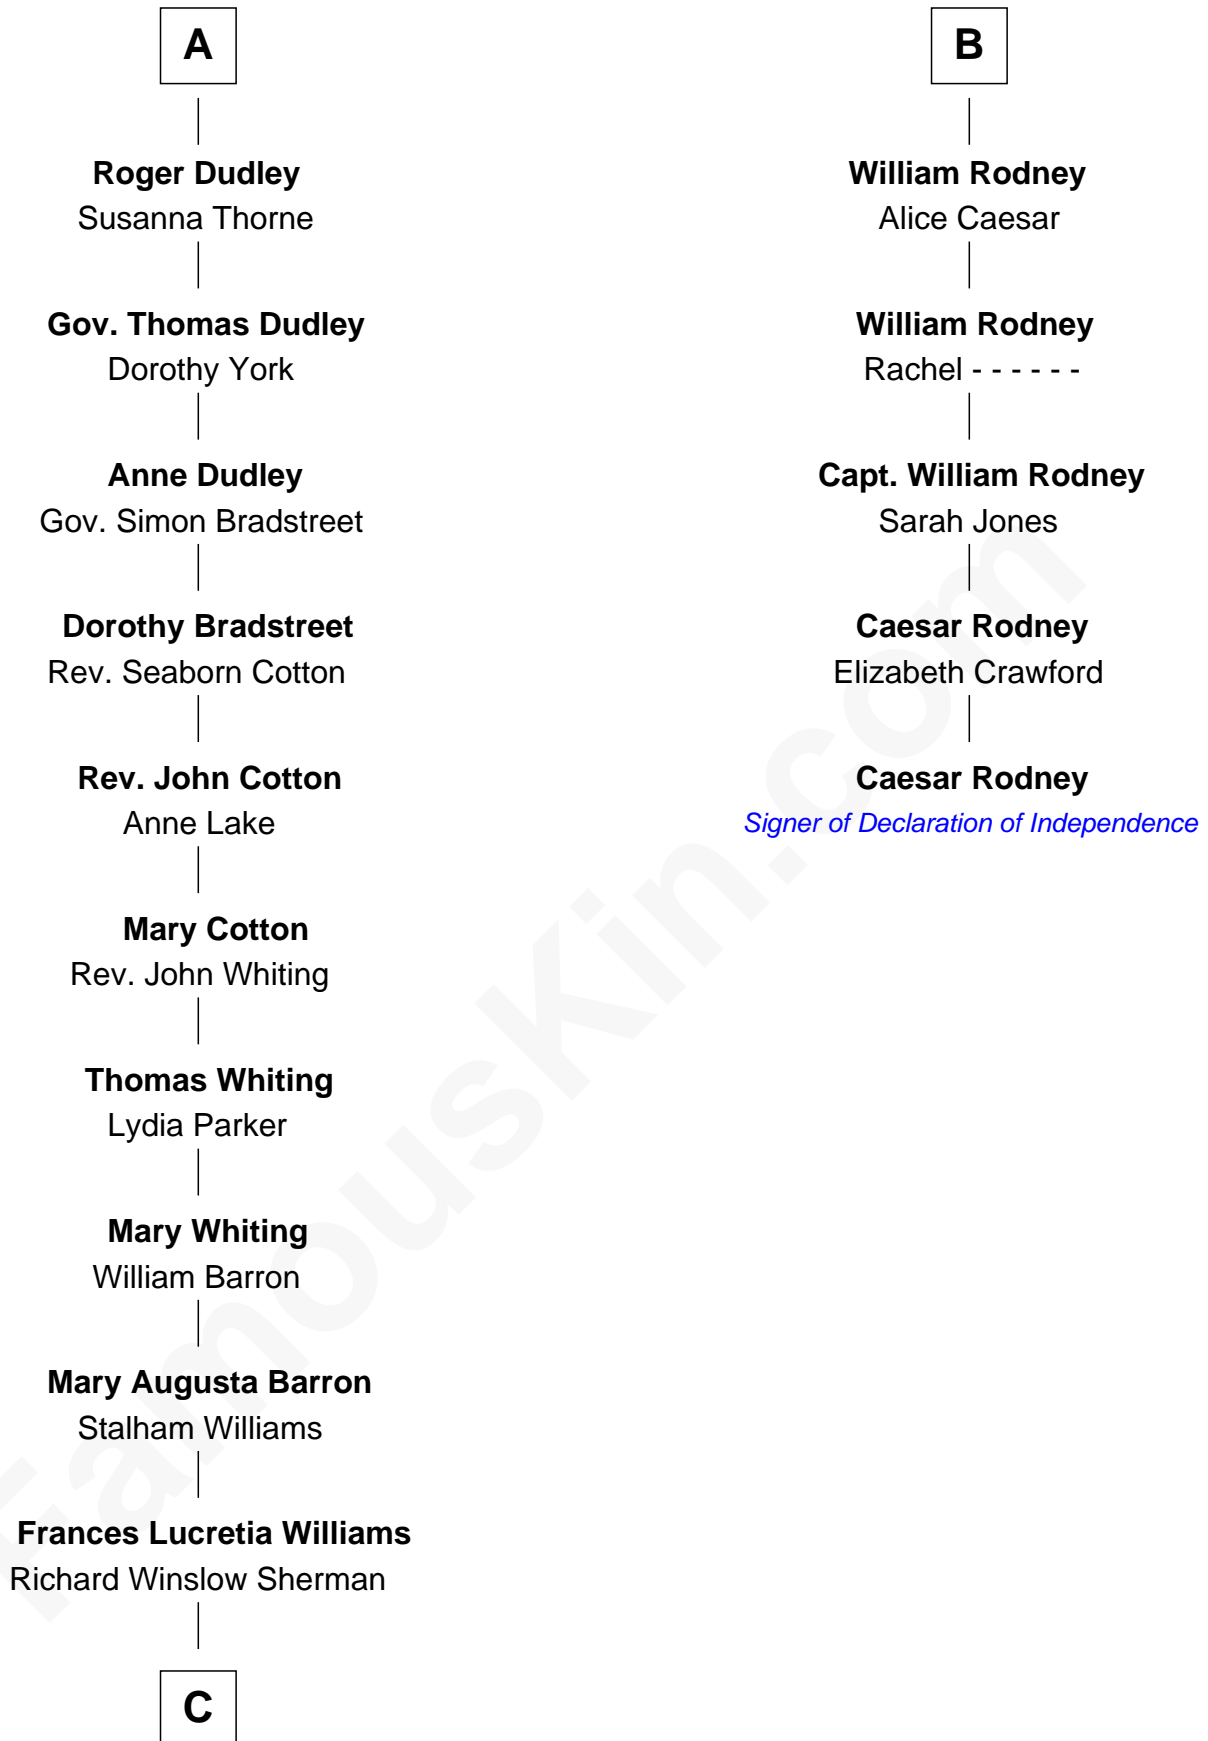 A
Roger Dudley
Susanna Thorne
Gov. Thomas Dudley
Dorothy York
Anne Dudley
Gov. Simon Bradstreet
Dorothy Bradstreet
Rev. Seaborn Cotton
Rev. John Cotton
Anne Lake
Mary Cotton
Rev. John Whiting
Thomas Whiting
Lydia Parker
Mary Whiting
William Barron
Mary Augusta Barron
Stalham Williams
Frances Lucretia Williams
Richard Winslow Sherman
C
B
William Rodney
Alice Caesar
William Rodney
Rachel - - - - - -
Capt. William Rodney
Sarah Jones
Caesar Rodney
Elizabeth Crawford
Caesar Rodney
Signer of Declaration of Independence
FamousKin.com